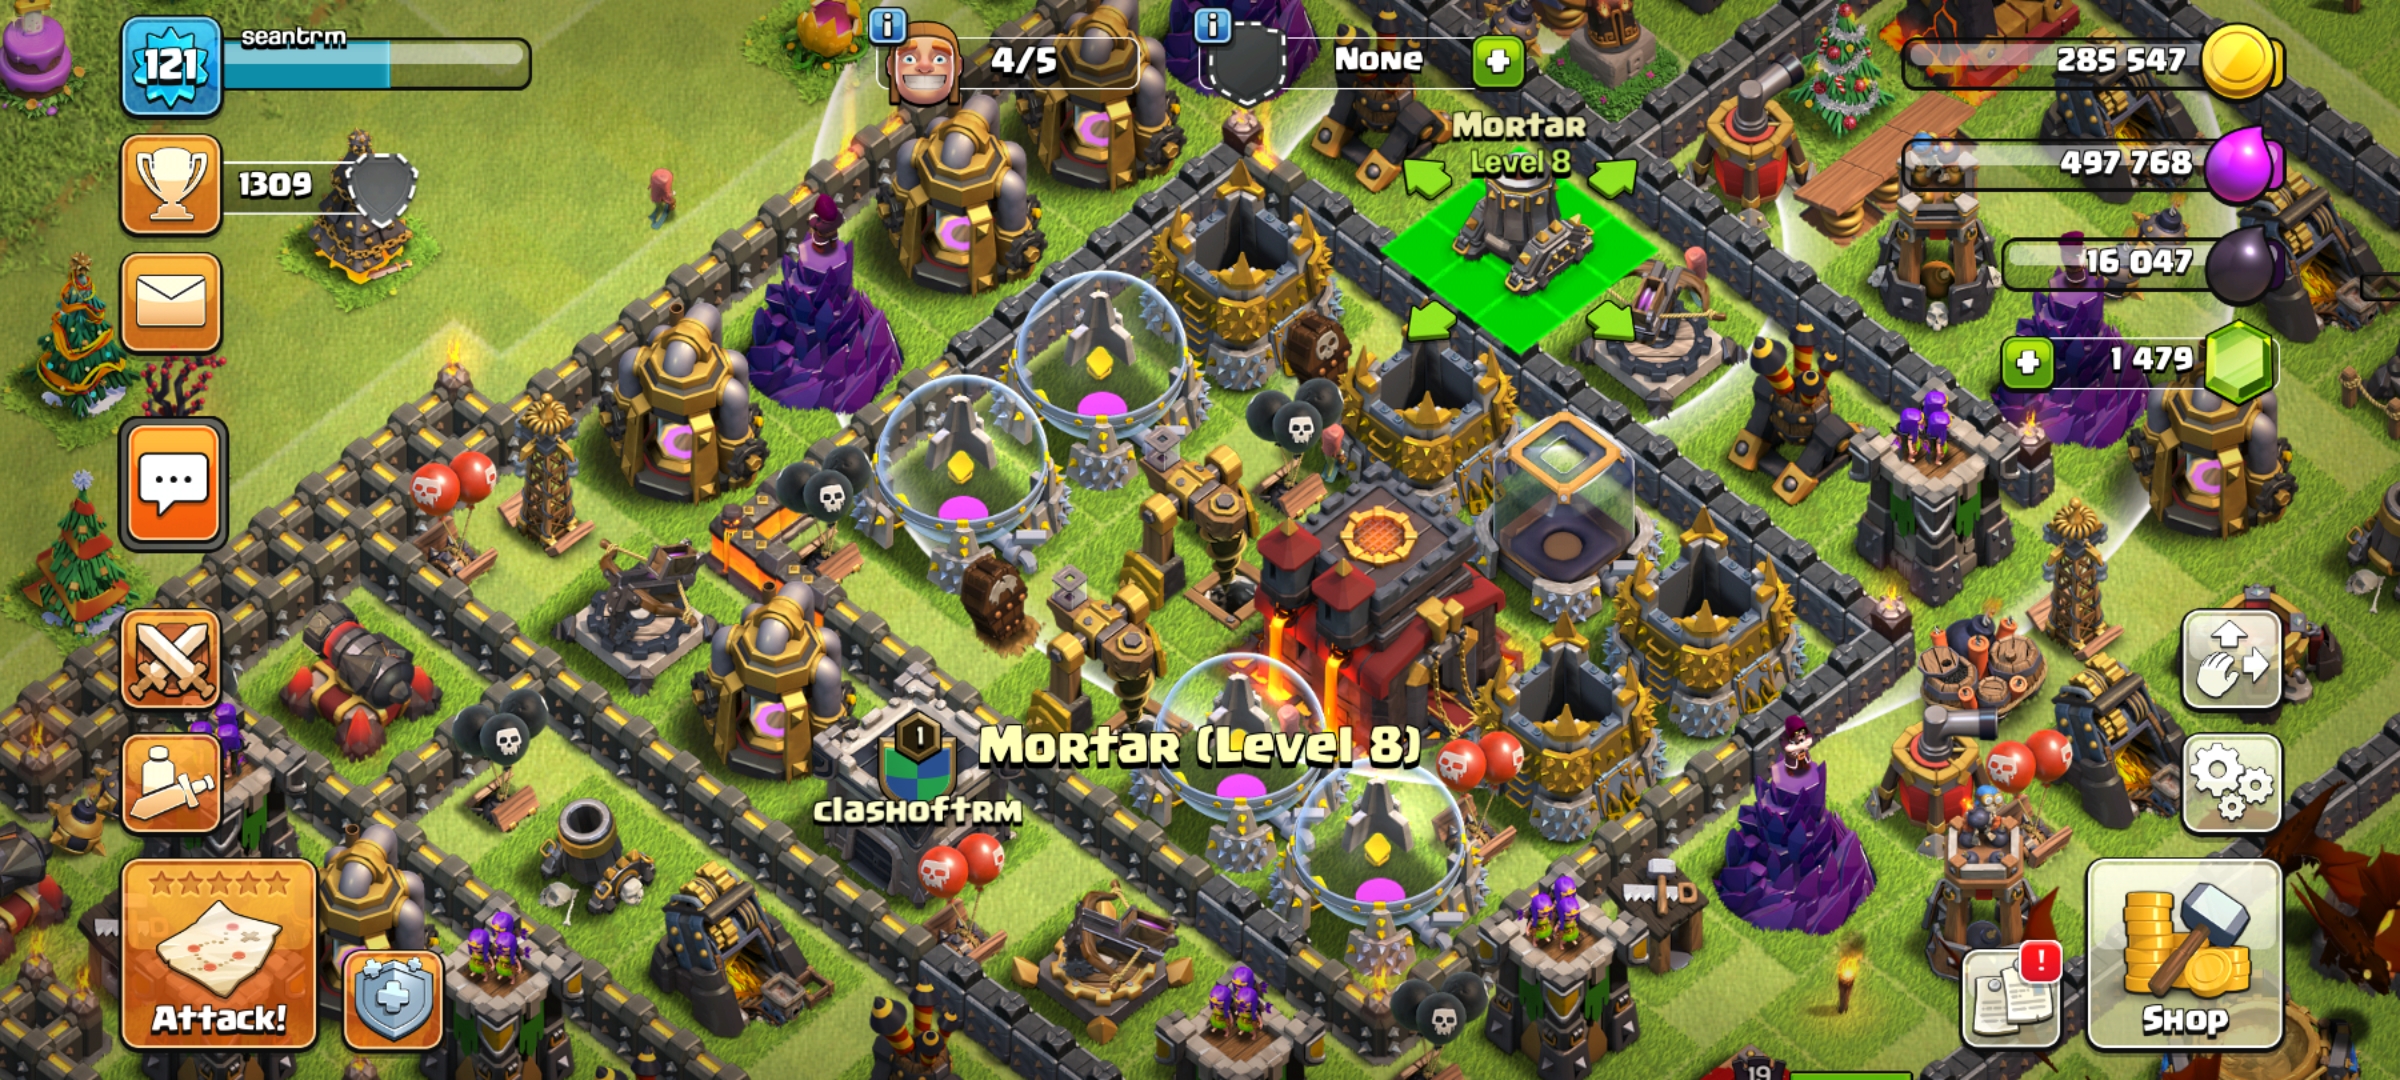 121
seantrm
4/5
None
285 547
Mortar
Level 8
1309
497 768
16 047
1 479
1
Mortar (Level 8)
clashoftrm
Attack!
!
Shop
19